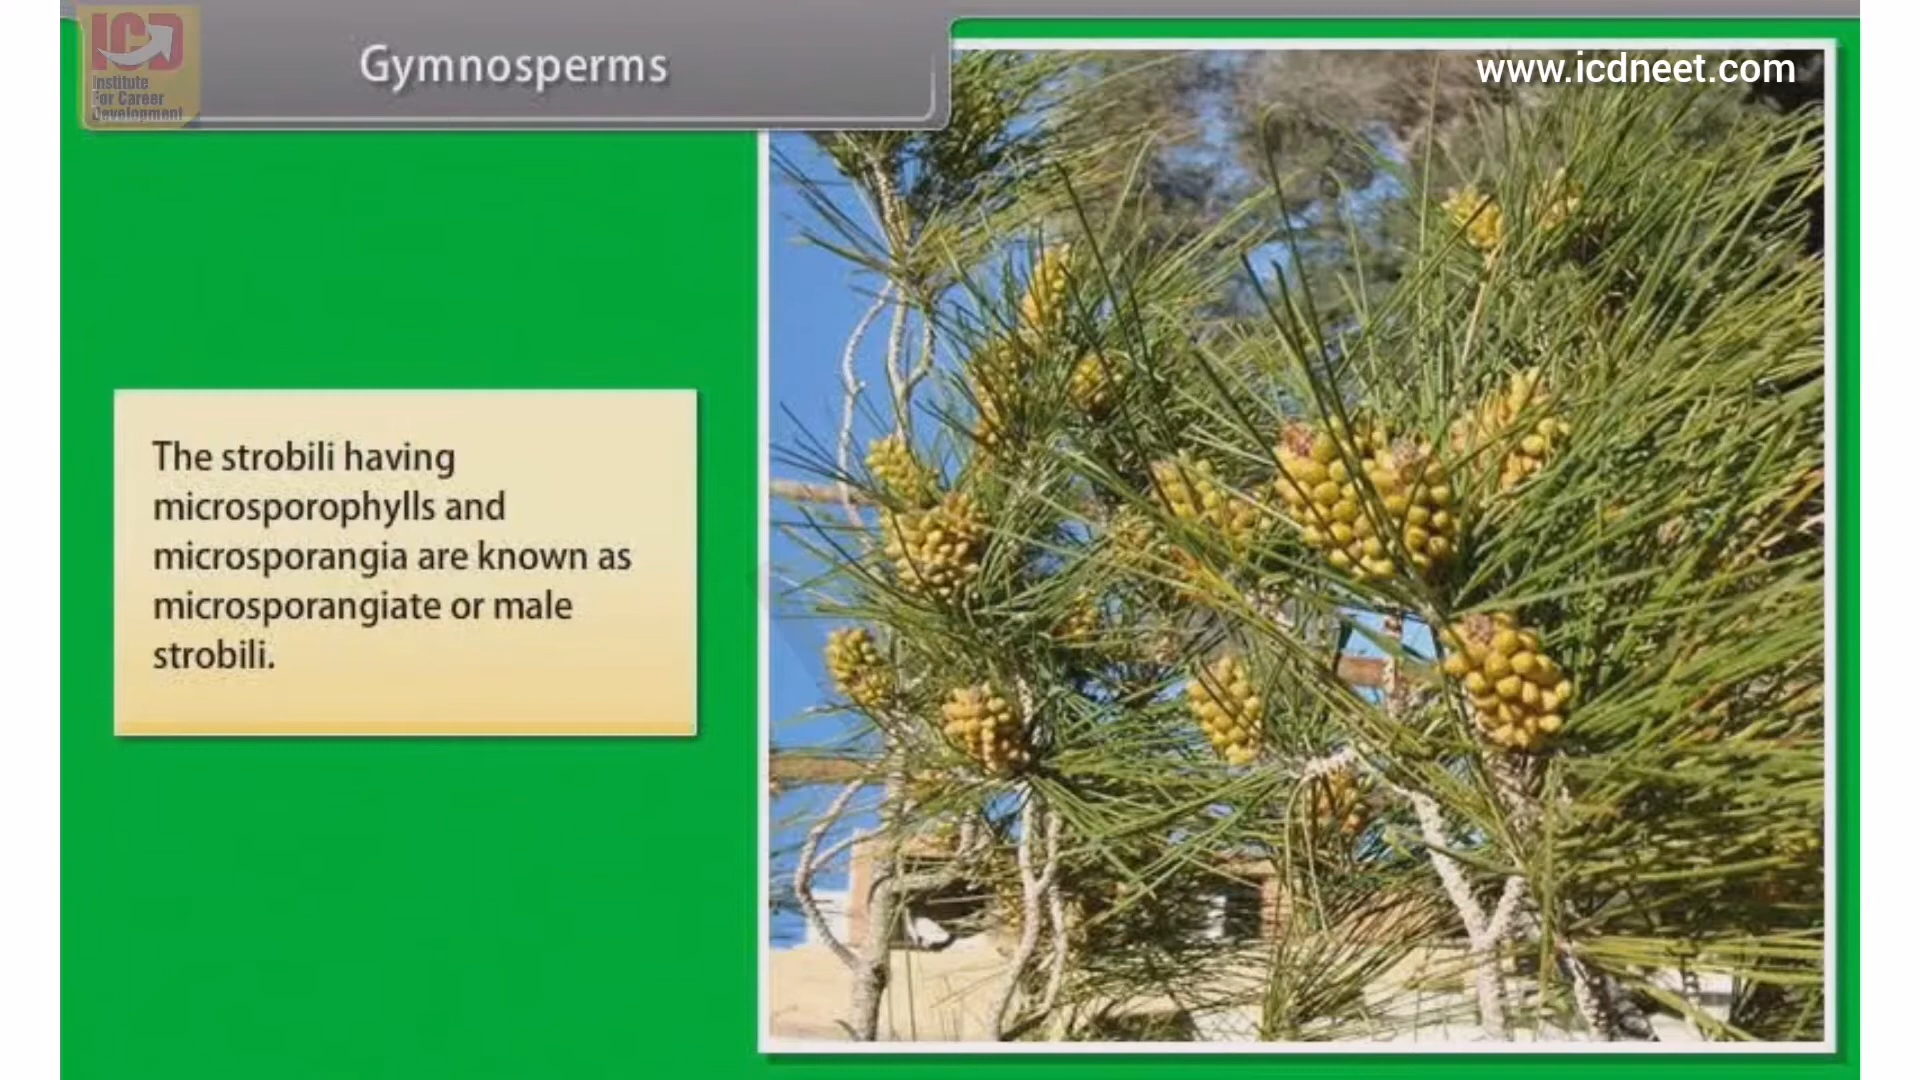 ICD
Institute
For Career
Development
Gymnosperms
www.icdneet.com
The strobili having
microsporophylls and
microsporangia are known as
microsporangiate or male
strobili.